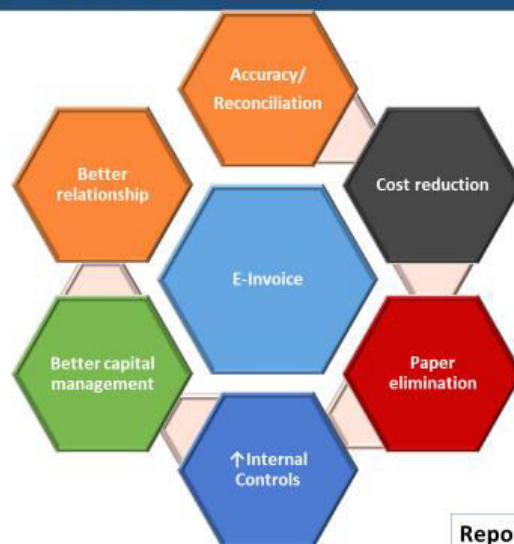 Accuracy/
Reconciliation
Better
relationship
Cost reduction
E-Invoice
Better capital
management
Paper
elimination
↑Internal
Controls
Repo